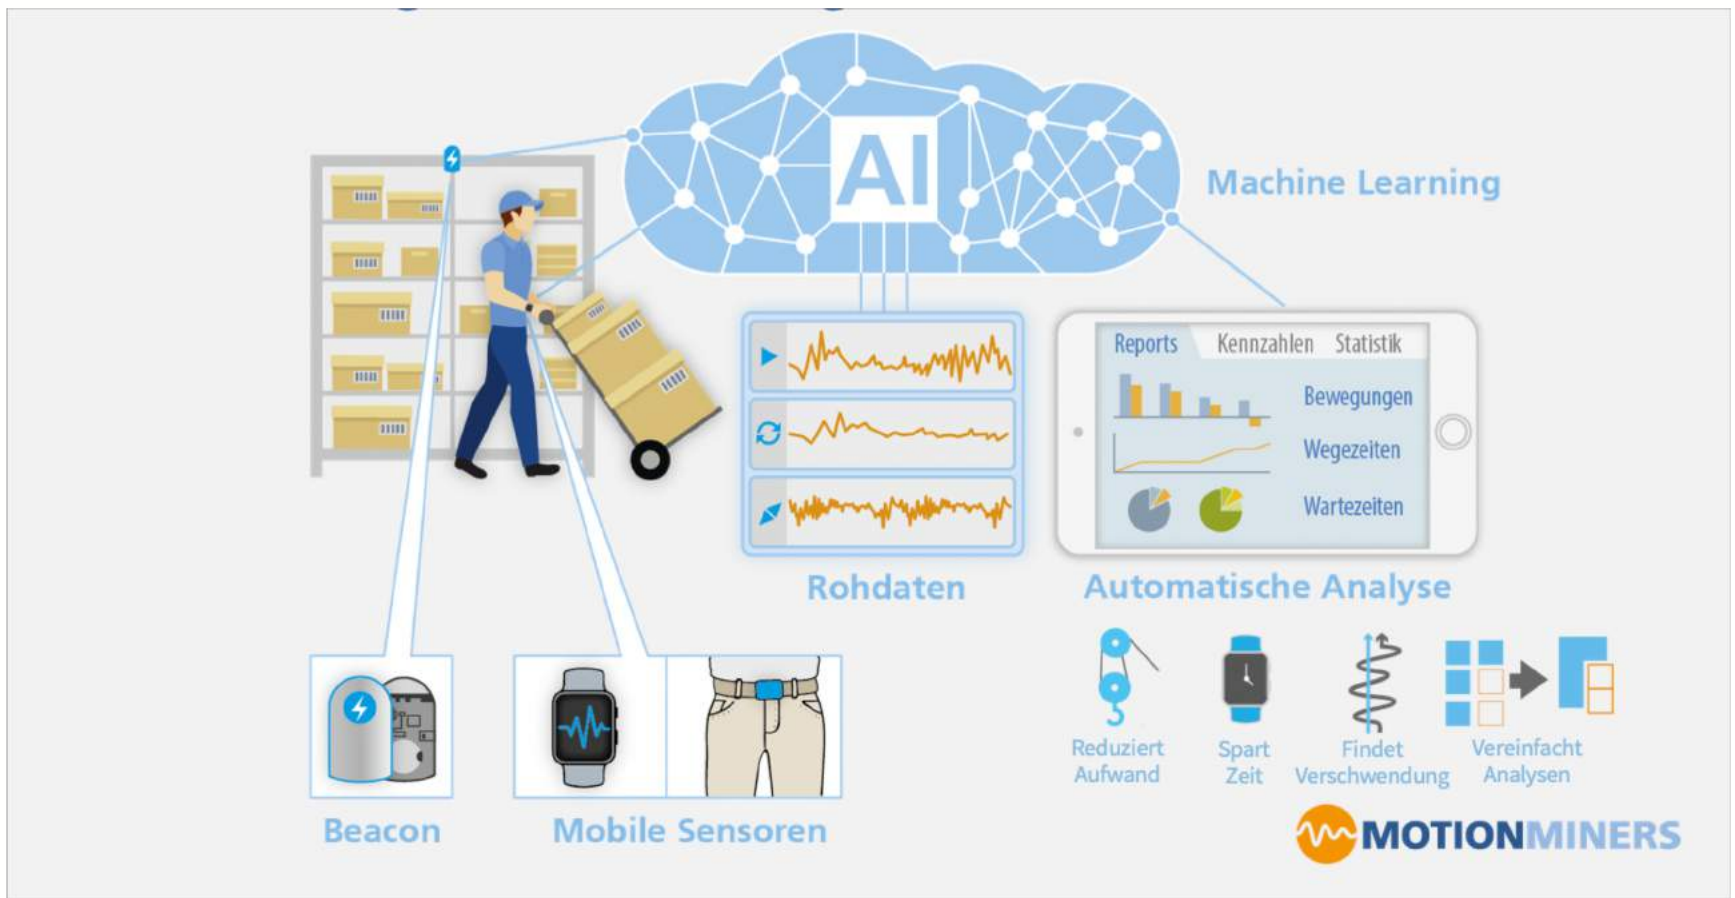 AI
Machine Learning
Reports Kennzahlen Statistik
Bewegungen
Wegezeiten
Wartezeiten
Rohdaten
Automatische Analyse
Reduziert
Aufwand
Spart
Zeit
Findet
Verschwendung
Vereinfacht
Analysen
Beacon
Mobile Sensoren
MOTIONMINERS